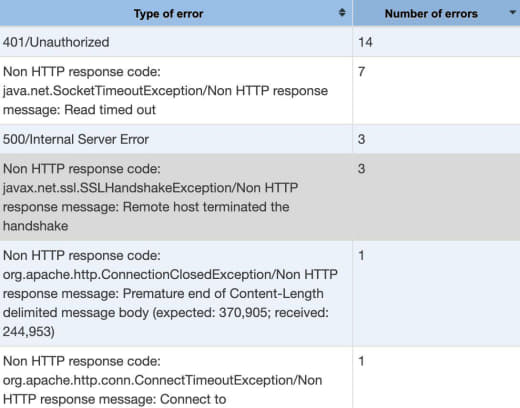 Type of error
Number of errors
401/Unauthorized
14
Non HTTP response code:
7
java.net.SocketTimeoutException/Non HTTP response
message: Read timed out
500/Internal Server Error
3
Non HTTP response code:
3
javax.net.ssl.SSLHandshakeException/Non HTTP
response message: Remote host terminated the
handshake
Non HTTP response code:
1
org.apache.http.ConnectionClosedException/Non HTTP
response message: Premature end of Content-Length
delimited message body (expected: 370,905; received:
244,953)
Non HTTP response code:
1
org.apache.http.conn.ConnectTimeoutException/Non
HTTP response message: Connect to